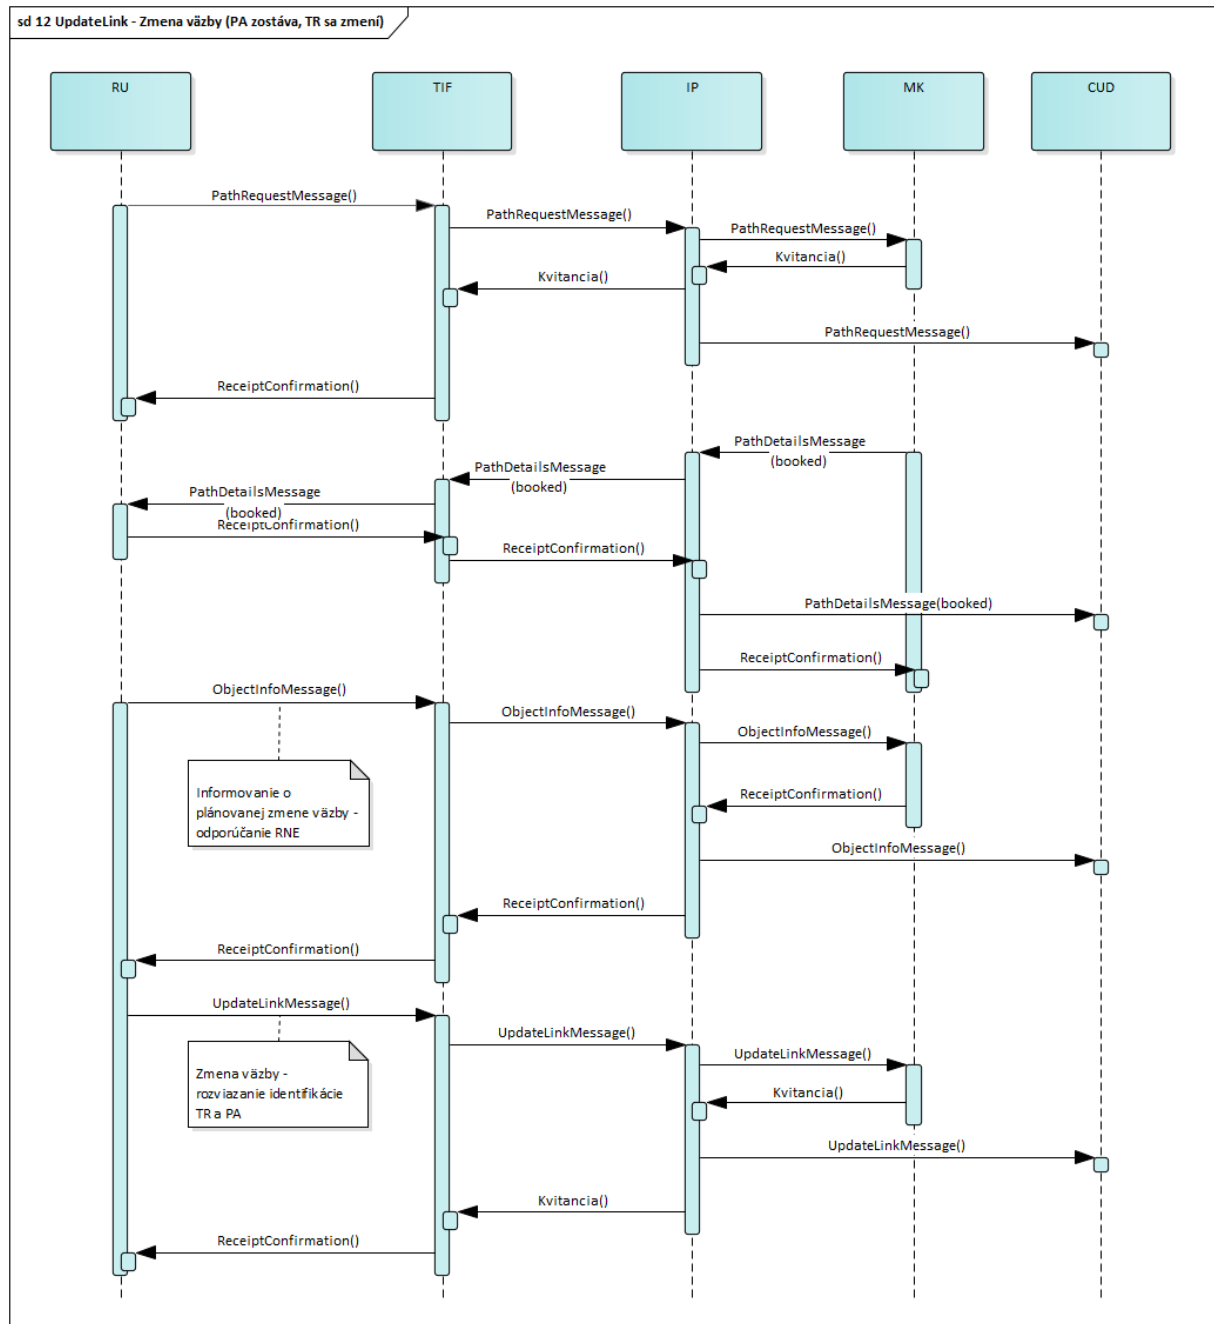 sd 12 UpdateLink - Zmena väzby (PA zostáva, TR sa zmení)
RU
TIF
IP
MK
CUD
PathRequestMessage()
PathRequestMessage()
PathRequestMessage()
Kvitancia()
Kvitancia()
PathRequestMessage()
ReceiptConfirmation()
PathDetailsMessage
(booked)
PathDetailsMessage
(booked)
PathDetailsMessage
(booked)
ReceiptConfirmation()
ReceiptConfirmation()
PathDetailsMessage(booked)
ReceiptConfirmation()
ObjectInfoMessage()
ObjectInfoMessage()
ObjectInfoMessage()
Informovanie o
plánovanej zmene väzby -
odporúčanie RNE
ReceiptConfirmation()
ObjectInfoMessage()
ReceiptConfirmation()
ReceiptConfirmation()
UpdateLinkMessage()
UpdateLinkMessage()
UpdateLinkMessage()
Zmena väzby -
rozviazanie identifikácie
TR a PA
Kvitancia()
UpdateLinkMessage()
Kvitancia()
ReceiptConfirmation()